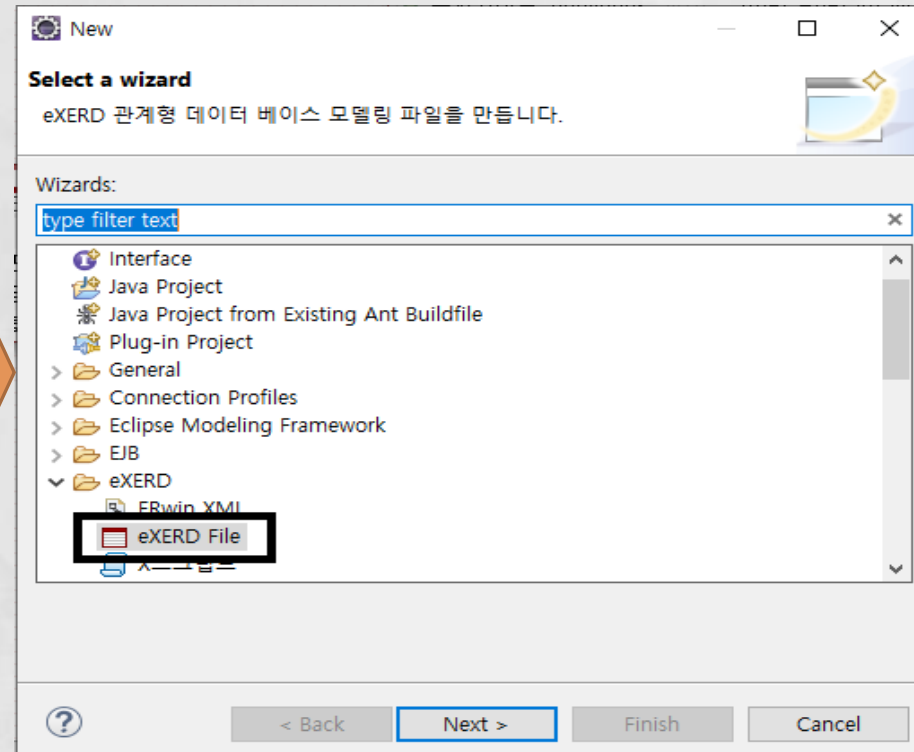 New
Select a wizard
eXERD 관계형 데이터 베이스 모델링 파일을 만듭니다.
Wizards:
type filter text
Interface
Java Project
Java Project from Existing Ant Buildfile
Plug-in Project
General
Connection Profiles
Eclipse Modeling Framework
EJB
eXERD
ERwin XML
eXERD File
< Back Next > Finish Cancel